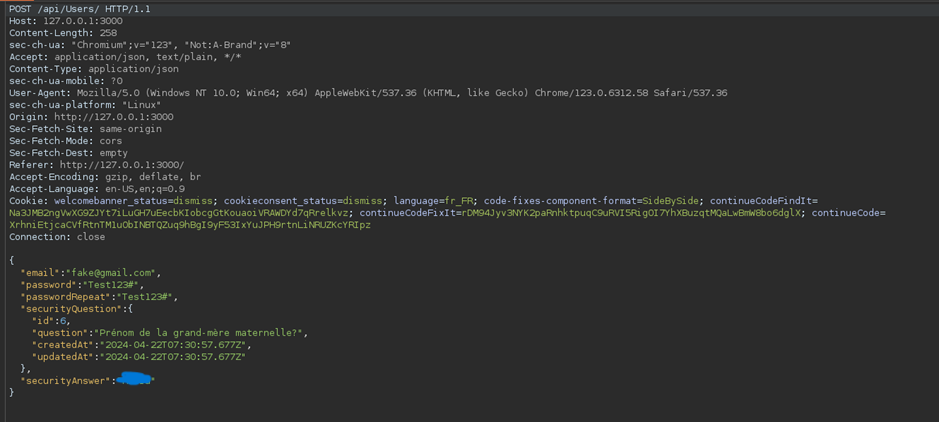 POST /api/Users/ HTTP/1.1
Host: 127.0.0.1:3000
Content-Length: 258
sec-ch-ua: "Chromium";v="123", "Not:A-Brand";v="8"
Accept: application/json, text/plain, */*
Content-Type: application/json
sec-ch-ua-mobile: ?0
User-Agent: Mozilla/5.0 (Windows NT 10.0; Win64; x64) AppleWebKit/537.36 (KHTML, like Gecko) Chrome/123.0.6312.58 Safari/537.36
sec-ch-ua-platform: "Linux"
Origin: http://127.0.0.1:3000
Sec-Fetch-Site: same-origin
Sec-Fetch-Mode: cors
Sec-Fetch-Dest: empty
Referer: http://127.0.0.1:3000/
Accept-Encoding: gzip, deflate, br
Accept-Language: en-US,en;q=0.9
Cookie: welcomebanner_status=dismiss; cookieconsent_status=dismiss; language=fr_FR; code-fixes-component-format=SideBySide; continueCodeFindIt=
Na3JMB2ngVwXG9ZJYt7iLuGH7uEecbKIobcgGtKouaoiVRAWDYd7qRrelkvz; continueCodeFixIt=rDM94Jyv3NYK2paRnhktpuqC9uRVI5RigOI7YhXBuzqtMQaLwBmW8bo6dglX; continueCode=
XrhniEtjcaCVfRtnTM1uObINBTQZuq9hBgI9yF53IxYuJPH9rtnLiNRUZKcYRIpz
Connection: close
{
"email":"fake@gmail.com",
"password":"Test123#",
"passwordRepeat":"Test123#",
"securityQuestion":{
"id":6,
"question":"Prénom de la grand-mère maternelle?",
"createdAt":"2024-04-22T07:30:57.677Z",
"updatedAt":"2024-04-22T07:30:57.677Z"
},
"securityAnswer":"
}